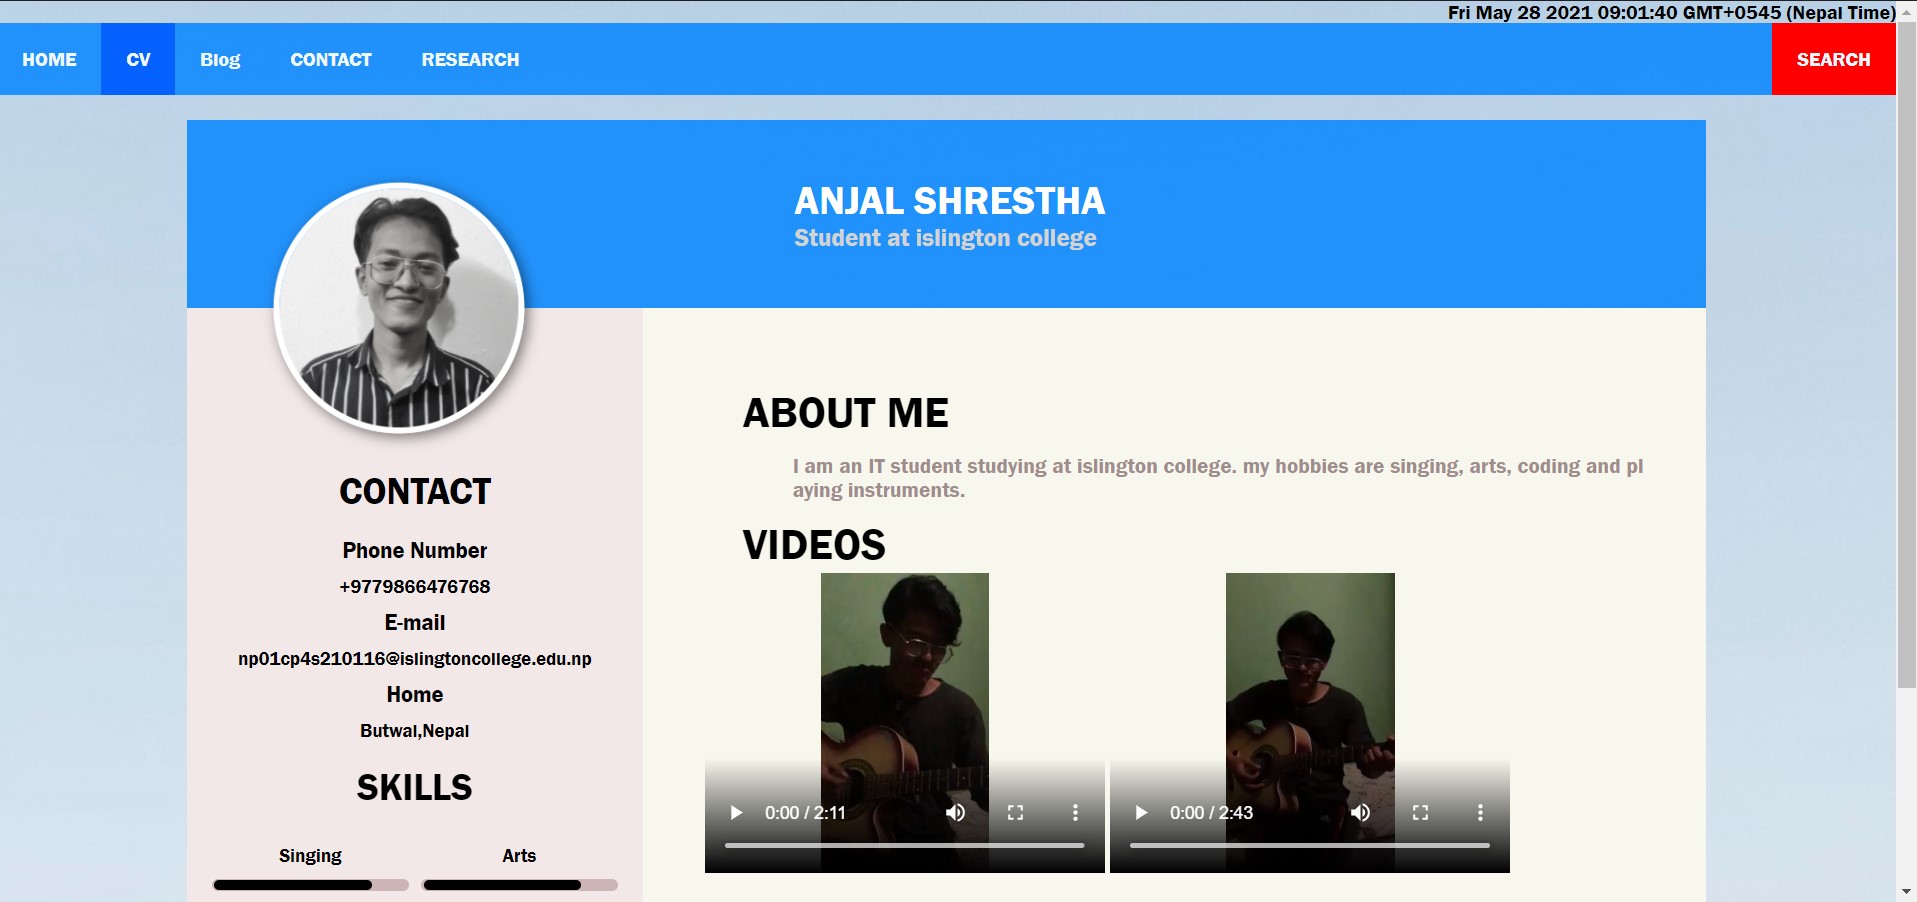 Fri May 28 2021 09:01:40 GMT+0545 (Nepal Time)
HOME CV Blog CONTACT RESEARCH SEARCH
ANJAL SHRESTHA
Student at islington college
CONTACT
Phone Number
+9779866476768
E-mail
np01cp4s210116@islingtoncollege.edu.np
Home
Butwal,Nepal
SKILLS
Singing Arts
ABOUT ME
I am an IT student studying at islington college. my hobbies are singing, arts, coding and pl
aying instruments.
VIDEOS
0:00 / 2:11 0:00 / 2:43